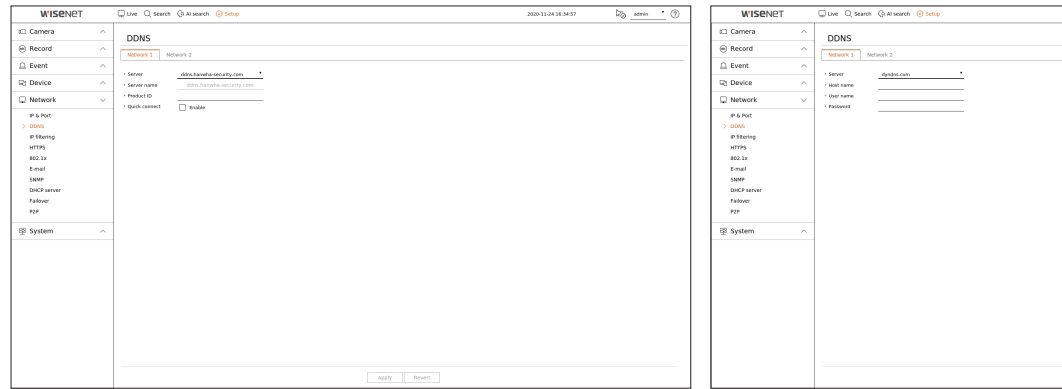 WISENET
Live Search AI search Setup
2020-11-24 16:34:57
admin
?
Camera
Record
Event
Device
Network
IP & Port
> DDNS
IP filtering
HTTPS
802.1x
E-mail
SNMP
DHCP server
Failover
P2P
System
DDNS
Network 1 Network 2
Server ddns.hanwha-security.com
Server name ddns.hanwha-security.com
Product ID
Quick connect Enable
Apply Revert
WISENET
Live Search AI search Setup
Camera
Record
Event
Device
Network
IP & Port
> DDNS
IP filtering
HTTPS
802.1x
E-mail
SNMP
DHCP server
Failover
P2P
System
DDNS
Network 1 Network 2
Server dyndns.com
Host name
User name
Password